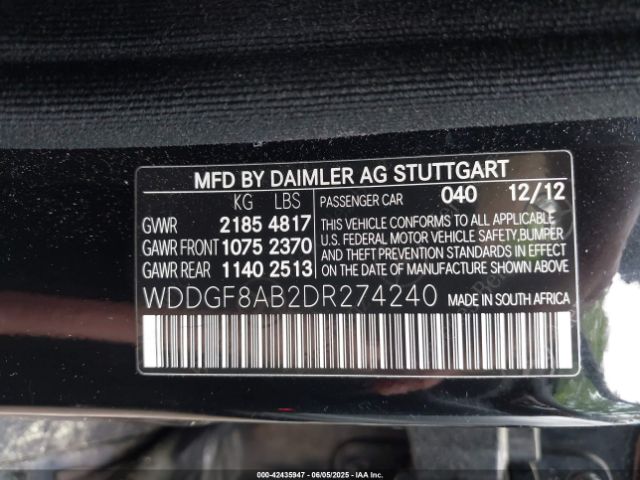 MFD BY DAIMLER AG STUTTGART
KG LBS PASSENGER CAR 040 12/12
GVWR 2185 4817
GAWR FRONT 1075 2370
GAWR REAR 1140 2513
THIS VEHICLE CONFORMS TO ALL APPLICABLE
U.S. FEDERAL MOTOR VEHICLE SAFETY,BUMPER
AND THEFT PREVENTION STANDARDS IN EFFECT
ON THE DATE OF MANUFACTURE SHOWN ABOVE.
WDDGF8AB2DR274240 MADE IN SOUTH AFRICA
000-42435947 - 06/05/2025 - IAA Inc.